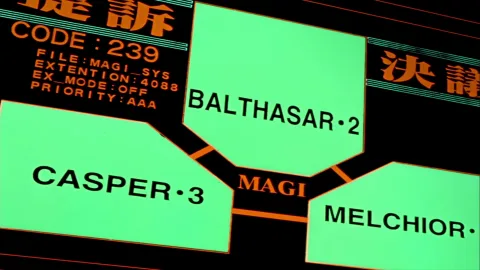 提訴
決議
CODE:239
FILE:MAGI_SYS
EXTENTION:4088
EX_MODE:OFF
PRIORITY:AAA
BALTHASAR・2
CASPER・3
MAGI
MELCHIOR・